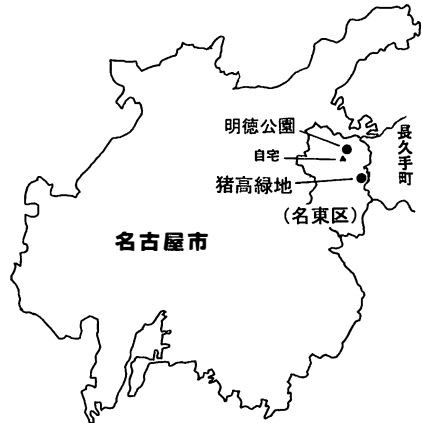 明徳公園
自宅
猪高緑地
(名東区)
長久手町
名古屋市